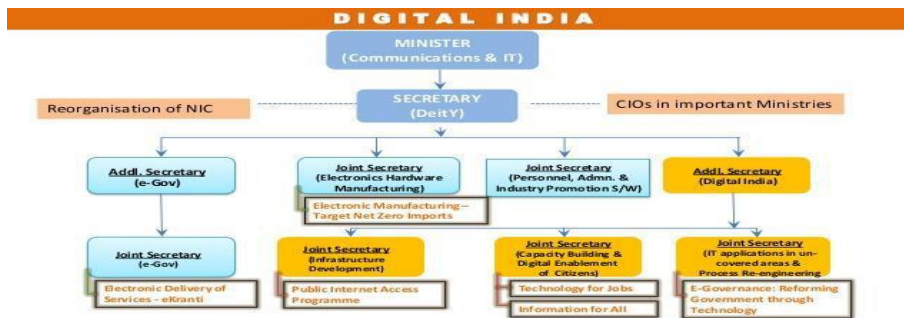 DIGITAL INDIA
MINISTER
(Communications & IT)
Reorganisation of NIC
SECRETARY
(DeitY)
CIOs in important Ministries
Addl. Secretary
(e-Gov)
Joint Secretary
(Electronics Hardware
Manufacturing)
Joint Secretary
(Personnel, Admn. &
Industry Promotion S/W)
Addl. Secretary
(Digital India)
Electronic Manufacturing –
Target Net Zero Imports
Joint Secretary
(e-Gov)
Joint Secretary
(Infrastructure
Development)
Joint Secretary
(Capacity Building &
Digital Enablement
of Citizens)
Joint Secretary
(IT applications in un-
covered areas &
Process Re-engineering
Electronic Delivery of
Services - eKranti
Public Internet Access
Programme
Technology for Jobs
Information for All
E-Governance: Reforming
Government through
Technology